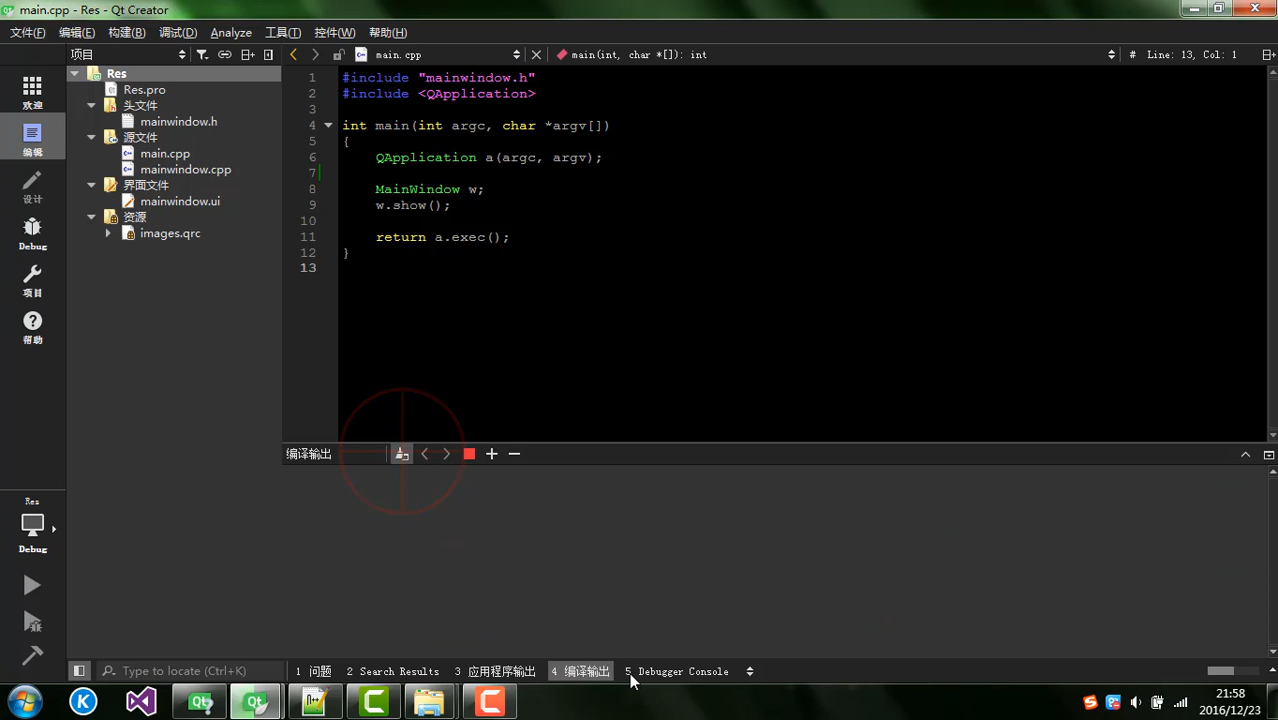 main.cpp - Res - Qt Creator
文件(F) 编辑(E) 构建(B) 调试(D) Analyze 工具(T) 控件(W) 帮助(H)
项目 main.cpp main(int, char *[]): int # Line: 13, Col: 1
欢迎
编辑
设计
Debug
项目
帮助
Res
Res.pro
头文件
mainwindow.h
源文件
main.cpp
mainwindow.cpp
界面文件
mainwindow.ui
资源
images.qrc
1 #include "mainwindow.h"
2 #include <QApplication>
3
4 int main(int argc, char *argv[])
5 {
6 QApplication a(argc, argv);
7
8 MainWindow w;
9 w.show();
10
11 return a.exec();
12 }
13
编译输出
Res
Debug
Type to locate (Ctrl+K) 1 问题 2 Search Results 3 应用程序输出 4 编译输出 5 Debugger Console
21:58
2016/12/23